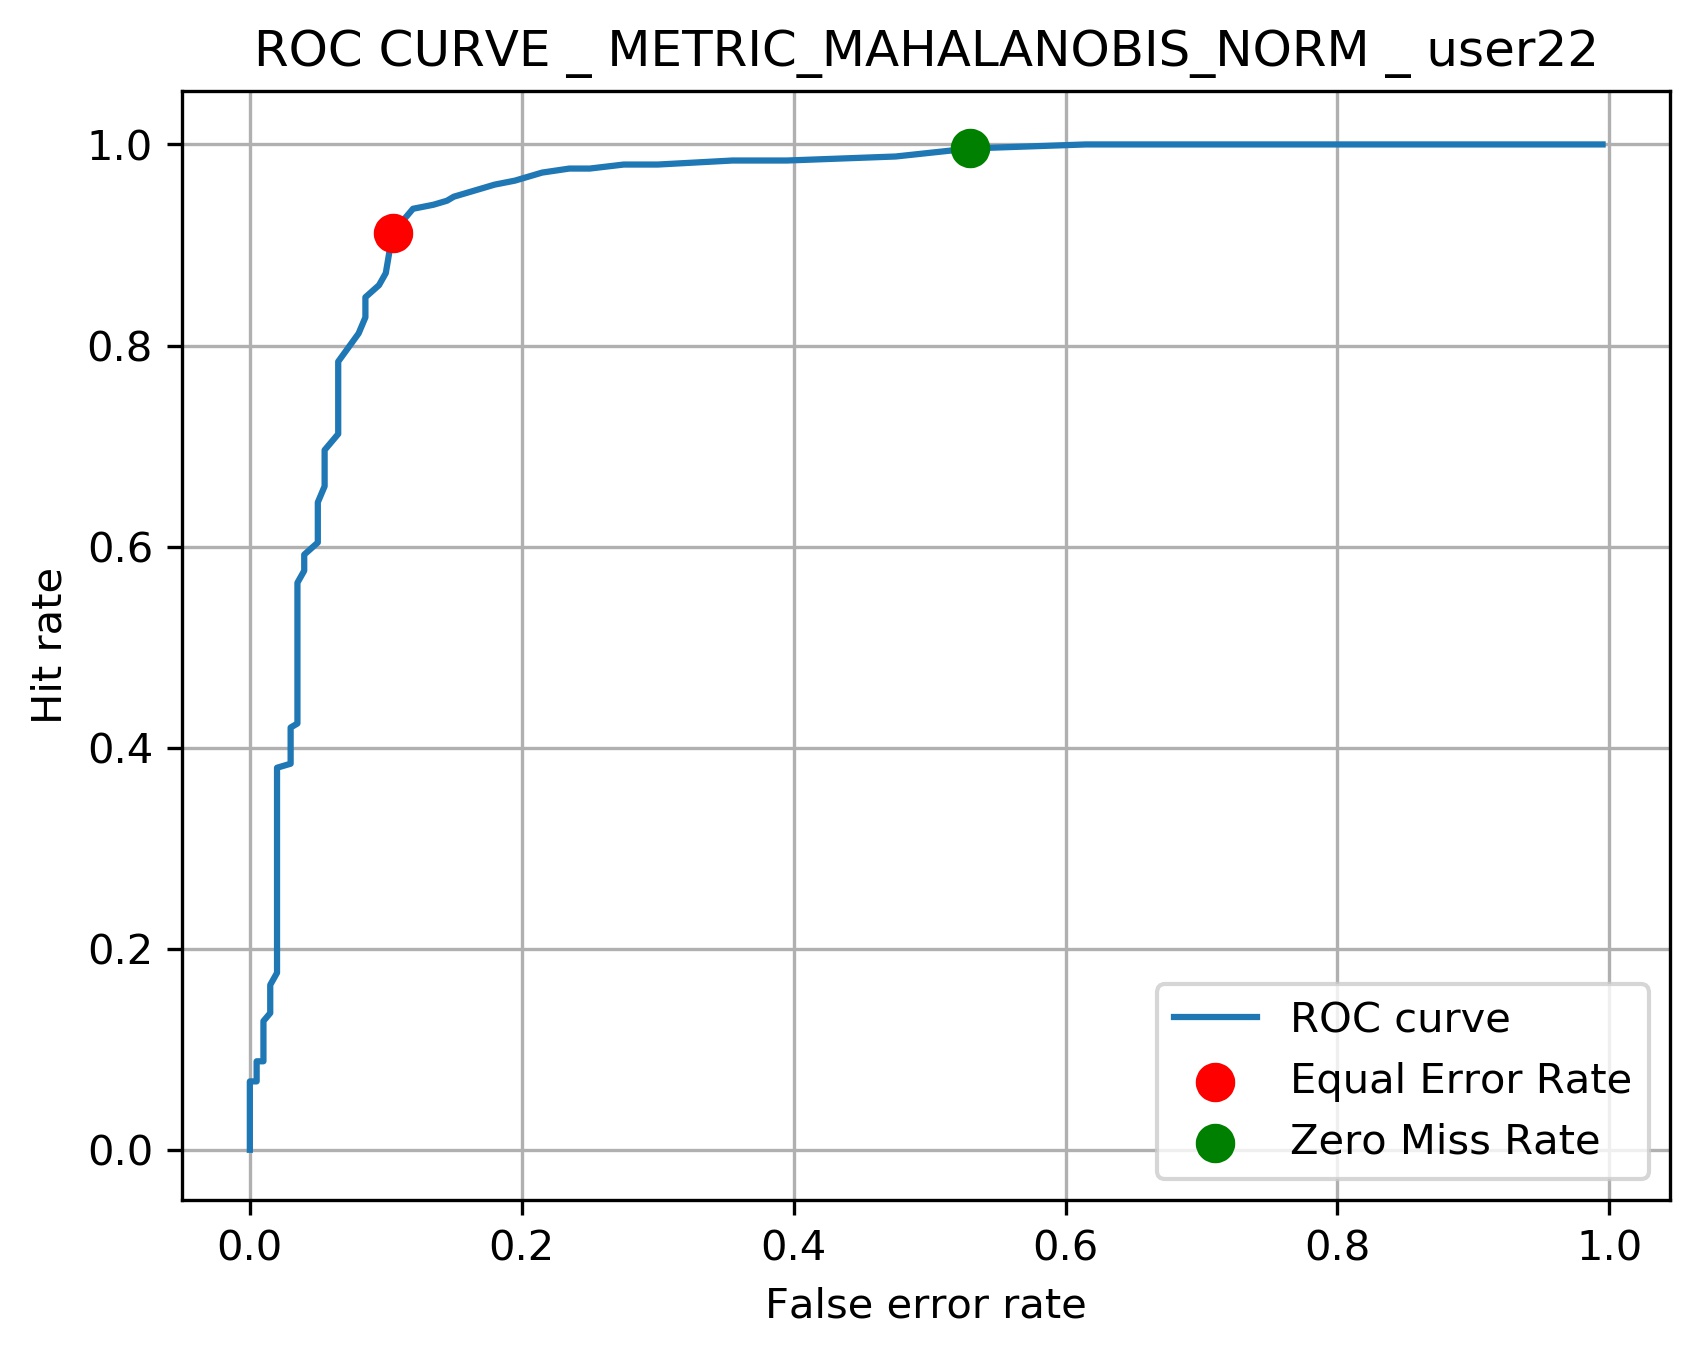 ROC CURVE _ METRIC_MAHALANOBIS_NORM _ user22
1.0
0.8
0.6
0.4
0.2
0.0
Hit rate
ROC curve
Equal Error Rate
Zero Miss Rate
0.0 0.2 0.4 0.6 0.8 1.0
False error rate